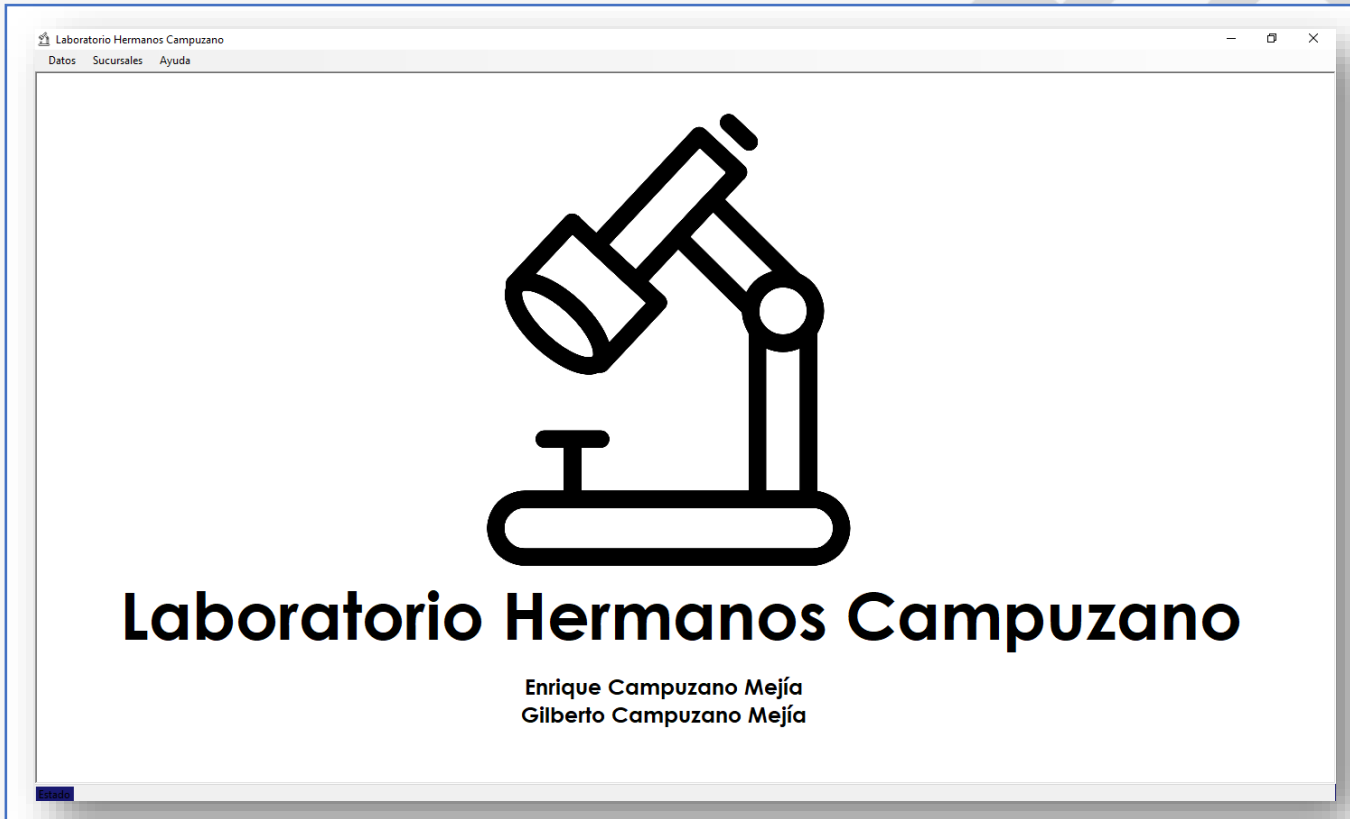 Laboratorio Hermanos Campuzano
Datos Sucursales Ayuda
Laboratorio Hermanos Campuzano
Enrique Campuzano Mejía
Gilberto Campuzano Mejía
Estado